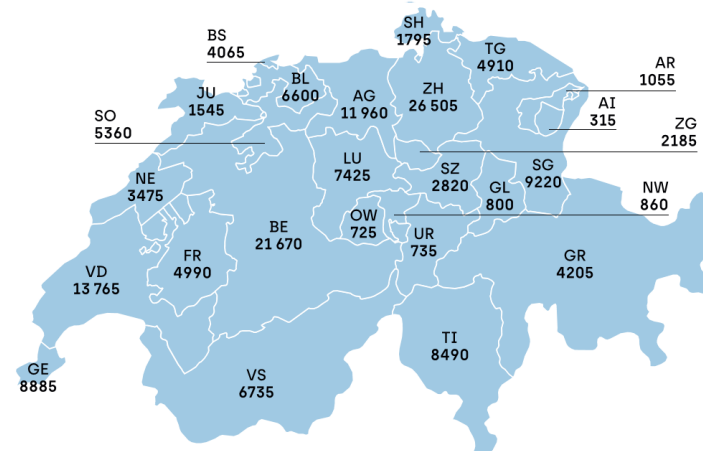 SH
1795
BS
4065
TG
4910
AR
1055
BL
6600
ZH
26 505
JU
1545
AG
11 960
AI
315
SO
5360
ZG
2185
LU
7425
SZ
2820
SG
9220
NE
3475
GL
800
NW
860
OW
725
BE
21 670
UR
735
FR
4990
GR
4205
VD
13 765
TI
8490
GE
8885
VS
6735